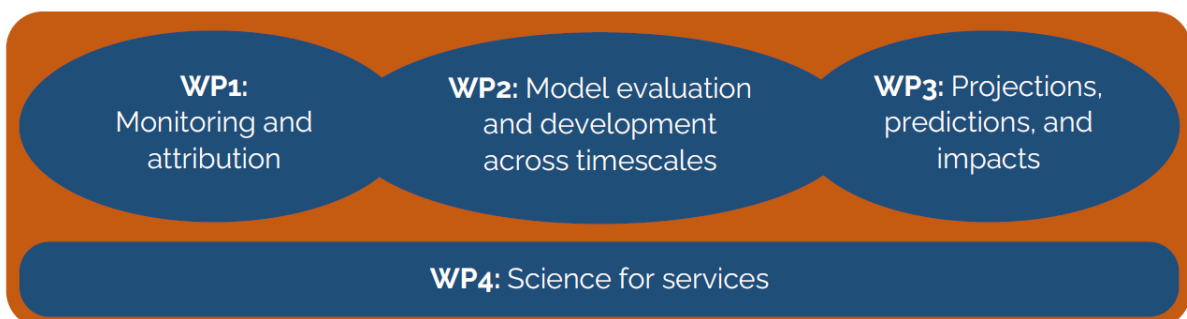 WP1:
Monitoring and
attribution
WP2: Model evaluation
and development
across timescales
WP3: Projections,
predictions, and
impacts
WP4: Science for services